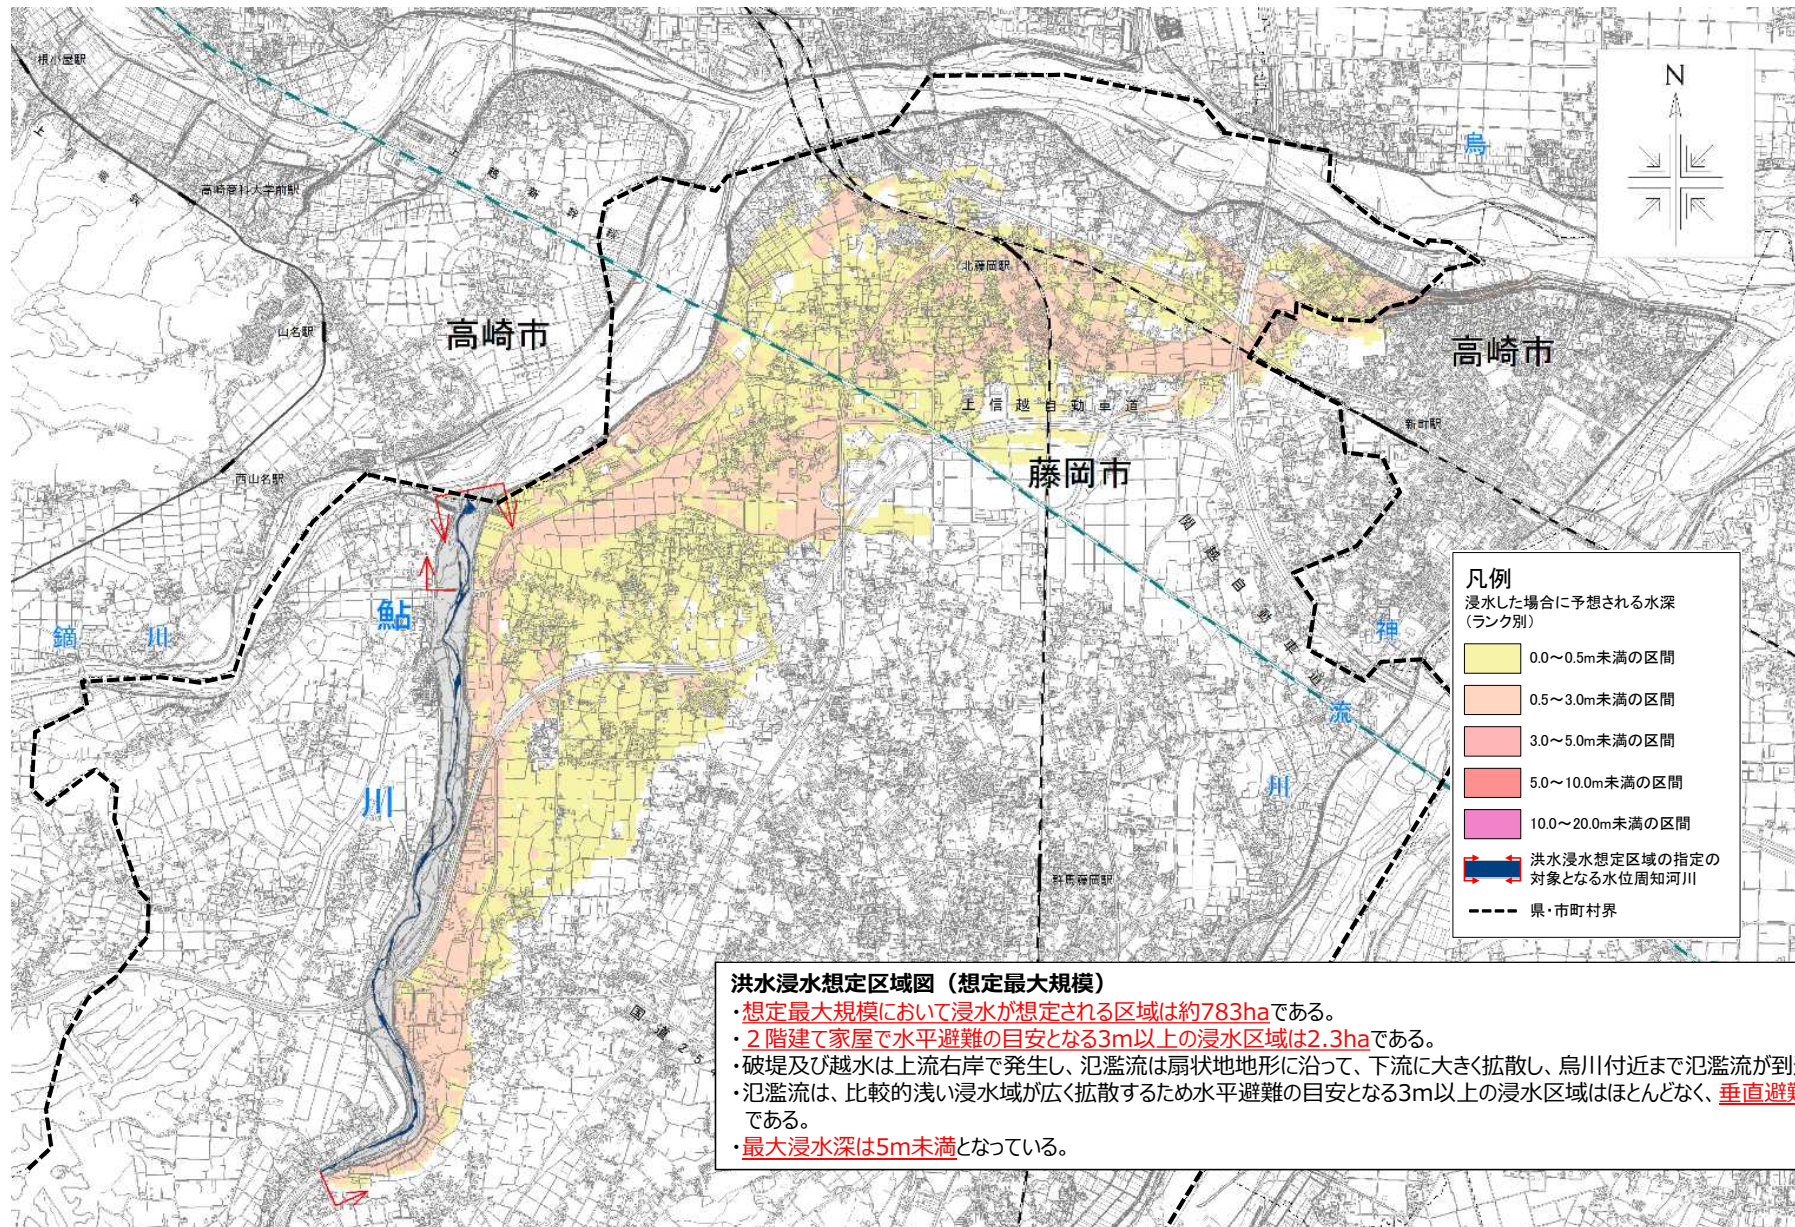 根小屋駅
上信電鉄
高崎商科大学前駅
上越新幹線
N
烏
山名駅
高崎市
北藤岡駅
高崎市
上信越自動車道
新町駅
西山名駅
藤岡市
関越自動車道
鮎
川
鏑川
神
流
川
群馬藤岡駅
国道25
凡例
浸水した場合に予想される水深
(ランク別)
0.0～0.5m未満の区間
0.5～3.0m未満の区間
3.0～5.0m未満の区間
5.0～10.0m未満の区間
10.0～20.0m未満の区間
洪水浸水想定区域の指定の
対象となる水位周知河川
県・市町村界
洪水浸水想定区域図（想定最大規模）
・想定最大規模において浸水が想定される区域は約783haである。
・２階建て家屋で水平避難の目安となる3m以上の浸水区域は2.3haである。
・破堤及び越水は上流右岸で発生し、氾濫流は扇状地地形に沿って、下流に大きく拡散し、烏川付近まで氾濫流が到
・氾濫流は、比較的浅い浸水域が広く拡散するため水平避難の目安となる3m以上の浸水区域はほとんどなく、垂直避難
である。
・最大浸水深は5m未満となっている。